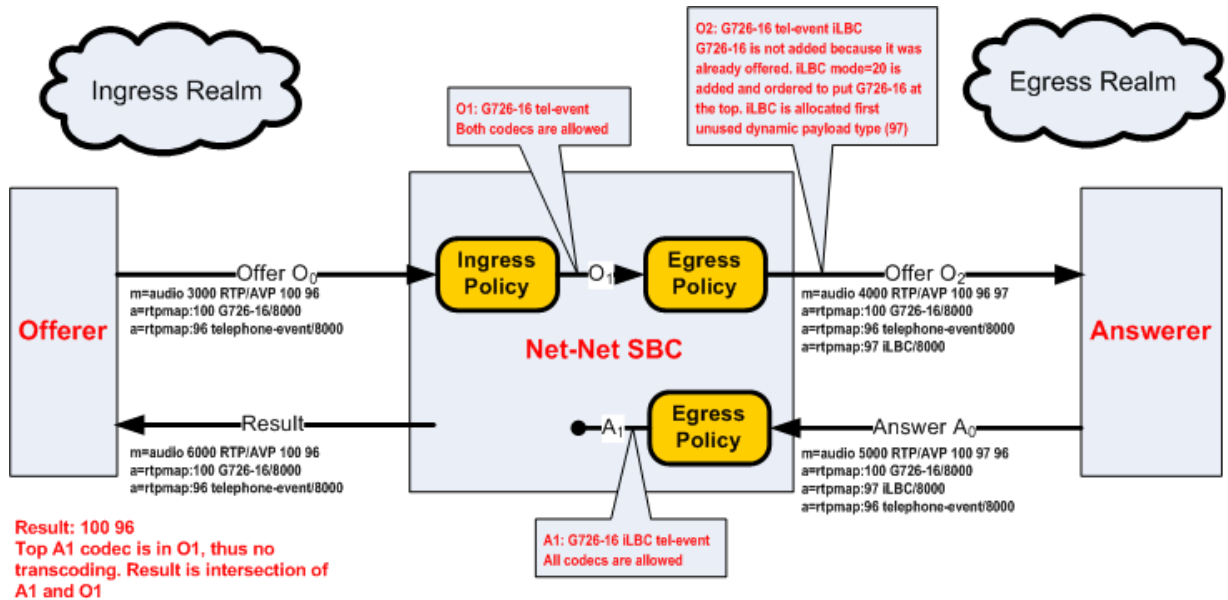 Ingress Realm
Egress Realm
O1: G726-16 tel-event
Both codecs are allowed
O2: G726-16 tel-event iLBC
G726-16 is not added because it was
already offered. iLBC mode=20 is
added and ordered to put G726-16 at
the top. iLBC is allocated first
unused dynamic payload type (97)
Offerer
Offer O0
m=audio 3000 RTP/AVP 100 96
a=rtpmap:100 G726-16/8000
a=rtpmap:96 telephone-event/8000
Ingress
Policy
O1
Egress
Policy
Offer O2
m=audio 4000 RTP/AVP 100 96 97
a=rtpmap:100 G726-16/8000
a=rtpmap:96 telephone-event/8000
a=rtpmap:97 iLBC/8000
Answerer
Net-Net SBC
Result
m=audio 6000 RTP/AVP 100 96
a=rtpmap:100 G726-16/8000
a=rtpmap:96 telephone-event/8000
A1
Egress
Policy
Answer A0
m=audio 5000 RTP/AVP 100 97 96
a=rtpmap:100 G726-16/8000
a=rtpmap:97 iLBC/8000
a=rtpmap:96 telephone-event/8000
Result: 100 96
Top A1 codec is in O1, thus no
transcoding. Result is intersection of
A1 and O1
A1: G726-16 iLBC tel-event
All codecs are allowed